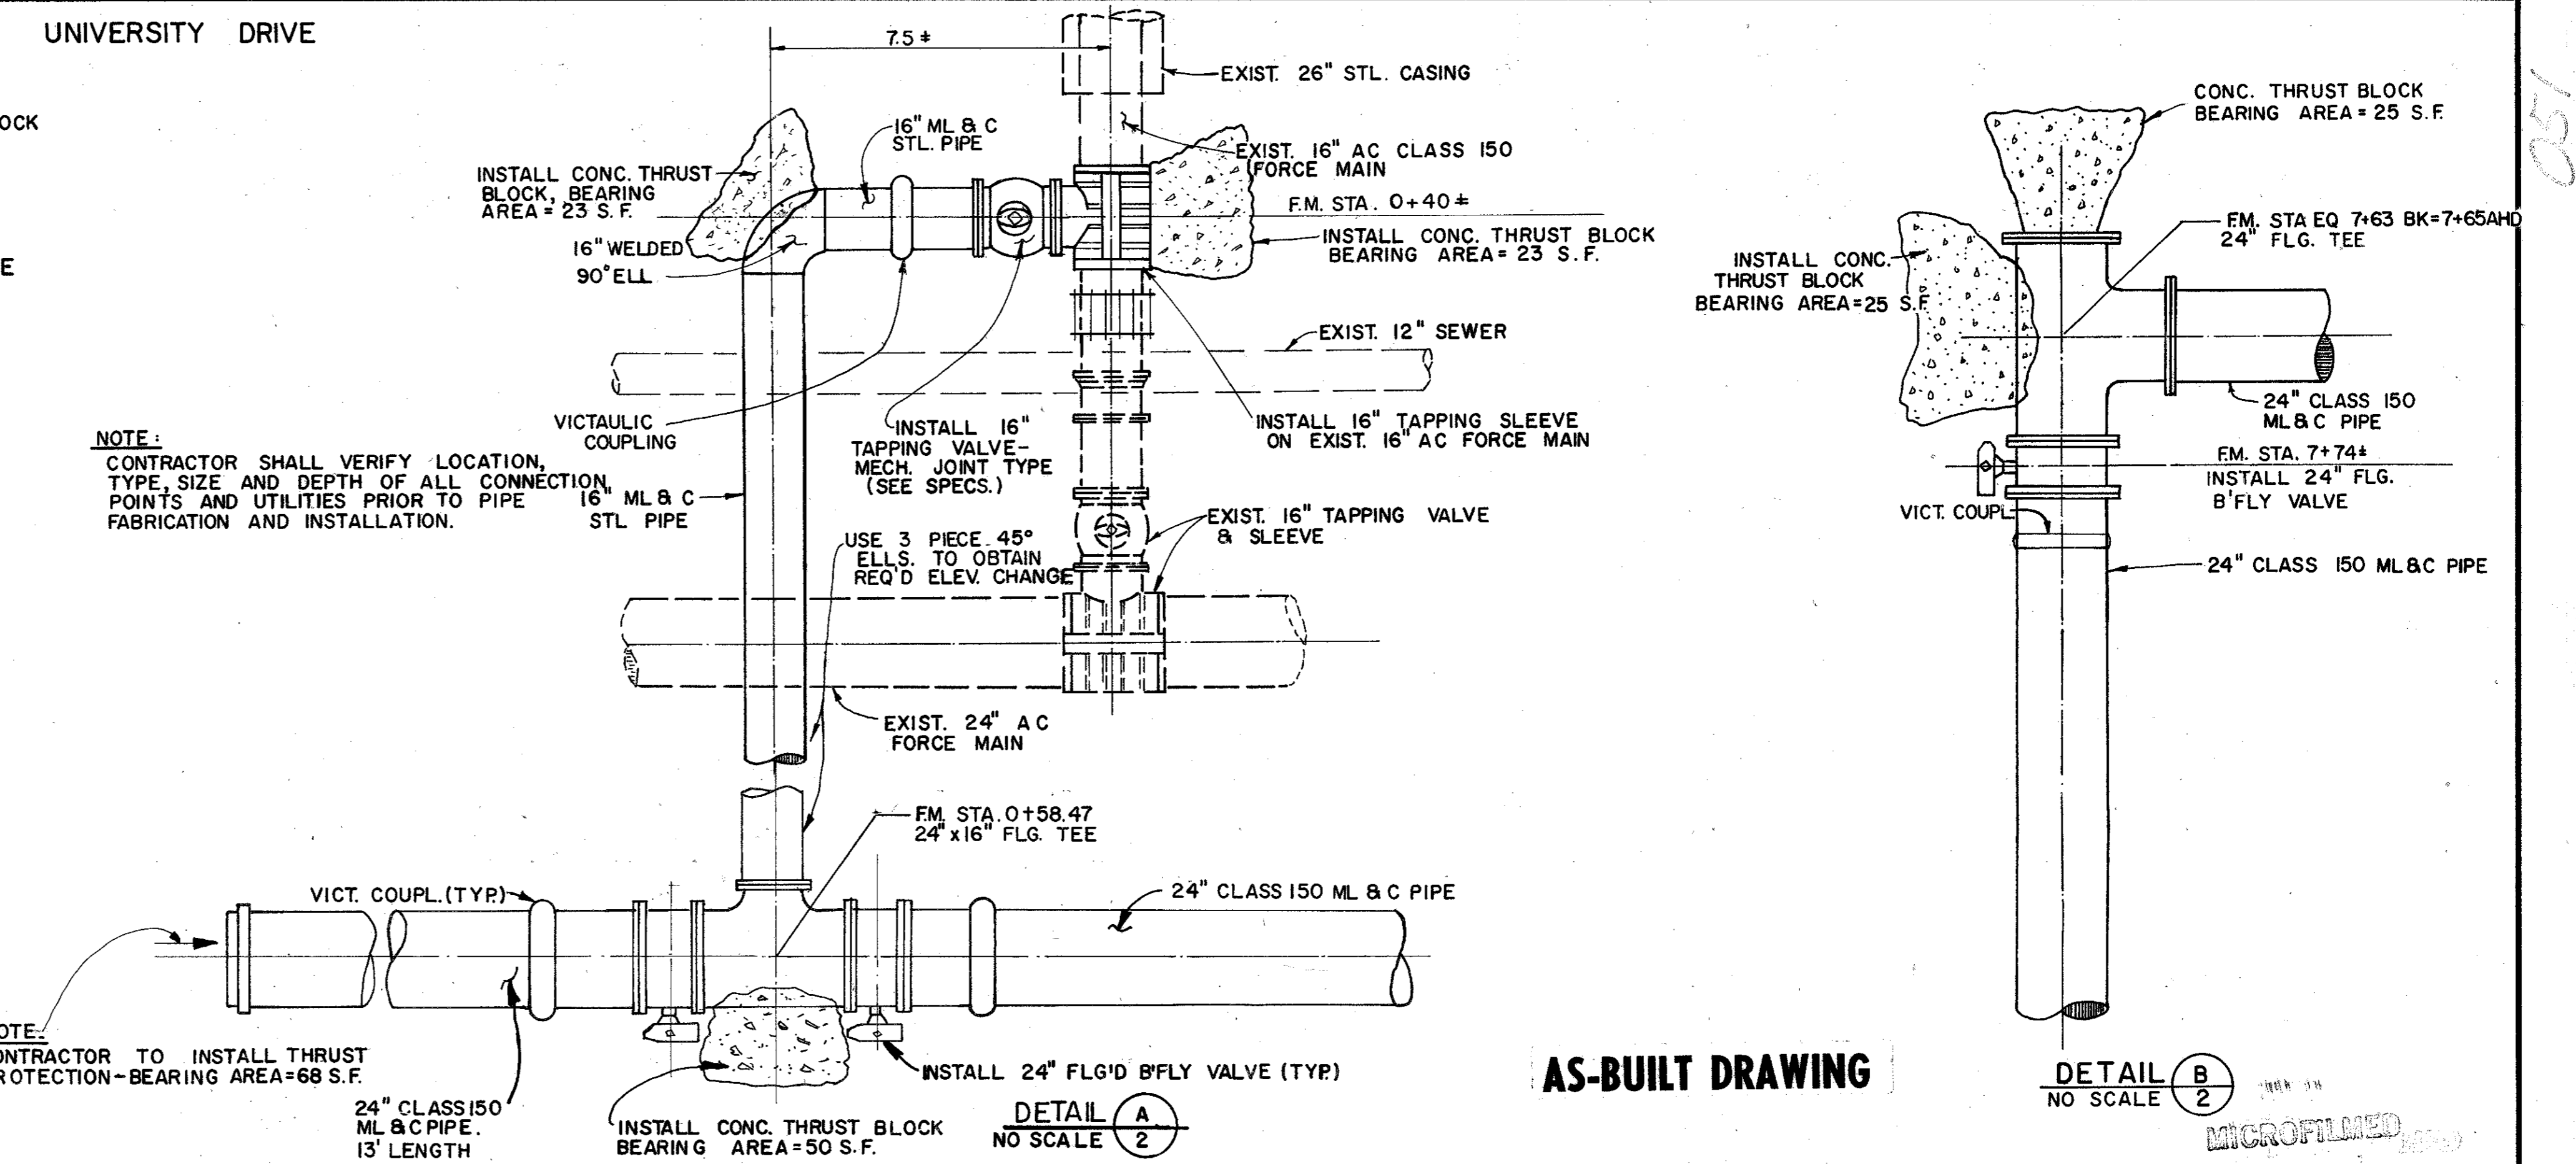 UNIVERSITY DRIVE
OCK
E
7.5 ±
EXIST. 26" STL. CASING
16" ML & C
STL. PIPE
EXIST. 16" AC CLASS 150
FORCE MAIN
INSTALL CONC. THRUST
BLOCK, BEARING
AREA = 23 S.F.
F.M. STA. 0+40 ±
INSTALL CONC. THRUST BLOCK
BEARING AREA = 23 S.F.
16" WELDED
90° ELL
EXIST. 12" SEWER
VICTAULIC
COUPLING
INSTALL 16"
TAPPING VALVE-
MECH. JOINT TYPE
(SEE SPECS.)
INSTALL 16" TAPPING SLEEVE
ON EXIST. 16" AC FORCE MAIN
NOTE:
CONTRACTOR SHALL VERIFY LOCATION,
TYPE, SIZE AND DEPTH OF ALL CONNECTION
POINTS AND UTILITIES PRIOR TO PIPE
FABRICATION AND INSTALLATION.
16" ML & C
STL PIPE
EXIST. 16" TAPPING VALVE
& SLEEVE
USE 3 PIECE 45°
ELLS. TO OBTAIN
REQ'D ELEV. CHANGE
EXIST. 24" AC
FORCE MAIN
F.M. STA. 0+58.47
24" x 16" FLG. TEE
VICT. COUPL. (TYP.)
24" CLASS 150 ML & C PIPE
OTE:
ONTRACTOR TO INSTALL THRUST
ROTECTION-BEARING AREA=68 S.F.
24" CLASS 150
ML & C PIPE.
13' LENGTH
INSTALL CONC. THRUST BLOCK
BEARING AREA = 50 S.F.
INSTALL 24" FLG'D B'FLY VALVE (TYP.)
DETAIL A
NO SCALE 2
CONC. THRUST BLOCK
BEARING AREA = 25 S.F.
F.M. STA EQ 7+63 BK=7+65AHD
24" FLG. TEE
INSTALL CONC.
THRUST BLOCK
BEARING AREA = 25 S.F.
24" CLASS 150
ML & C PIPE
F.M. STA. 7+74±
INSTALL 24" FLG.
B'FLY VALVE
VICT. COUPL.
24" CLASS 150 ML & C PIPE
AS-BUILT DRAWING
DETAIL B
NO SCALE 2
MICROFILMED
051